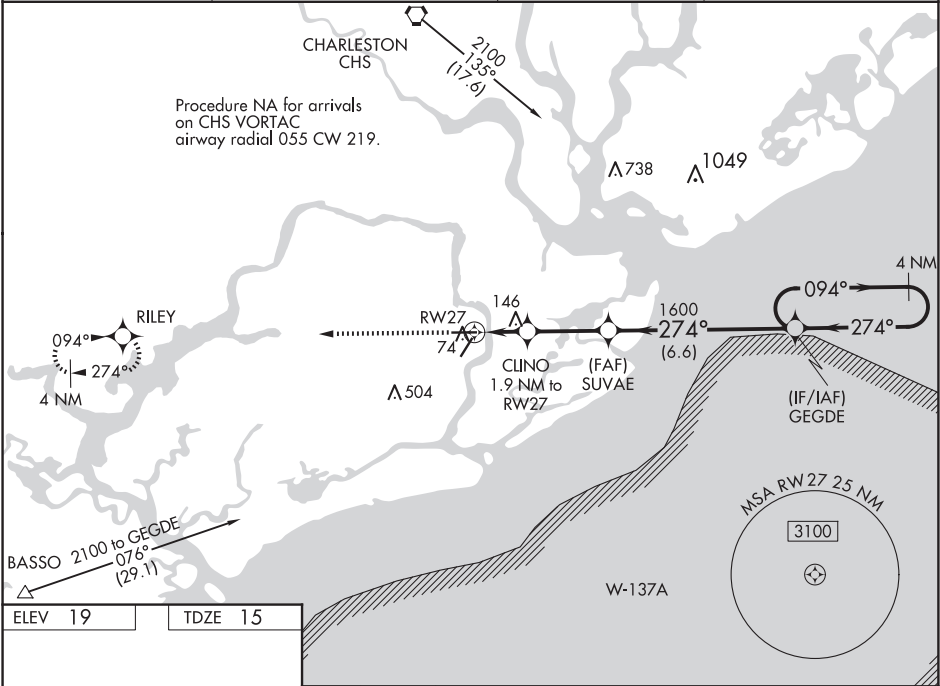 CHARLESTON
CHS
2100
135°
(17.6)
Procedure NA for arrivals
on CHS VORTAC
airway radial 055 CW 219.
738
1049
4 NM
094°
274°
RILEY
094°
274°
4 NM
RW27
74
146
1600
274°
(6.6)
CLINO
1.9 NM to
RW27
(FAF)
SUVAE
(IF/IAF)
GEGDE
504
MSA RW27 25 NM
3100
W-137A
BASSO
2100 to GEGDE
076°
(29.1)
ELEV 19
TDZE 15